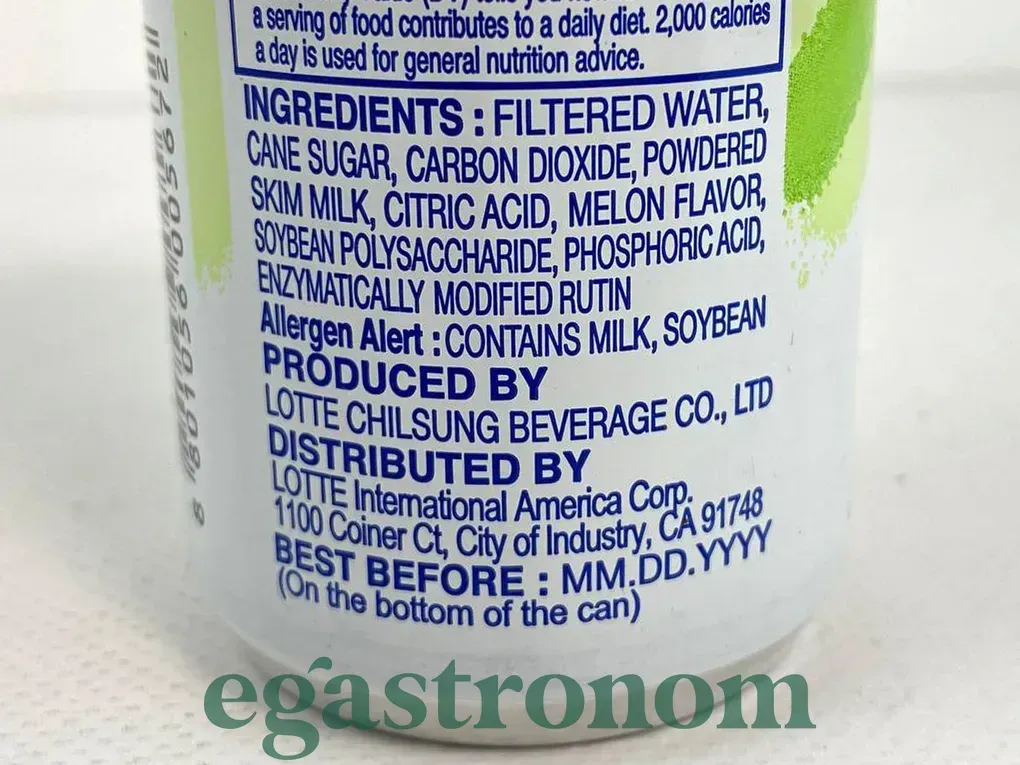 a serving of food contributes to a daily diet. 2,000 calories
a day is used for general nutrition advice.
INGREDIENTS : FILTERED WATER,
CANE SUGAR, CARBON DIOXIDE, POWDERED
SKIM MILK, CITRIC ACID, MELON FLAVOR,
SOYBEAN POLYSACCHARIDE, PHOSPHORIC ACID,
ENZYMATICALLY MODIFIED RUTIN
Allergen Alert : CONTAINS MILK, SOYBEAN
PRODUCED BY
LOTTE CHILSUNG BEVERAGE CO., LTD
DISTRIBUTED BY
LOTTE International America Corp.
1100 Coiner Ct, City of Industry, CA 91748
BEST BEFORE : MM.DD.YYYY
(On the bottom of the can)
egastronom